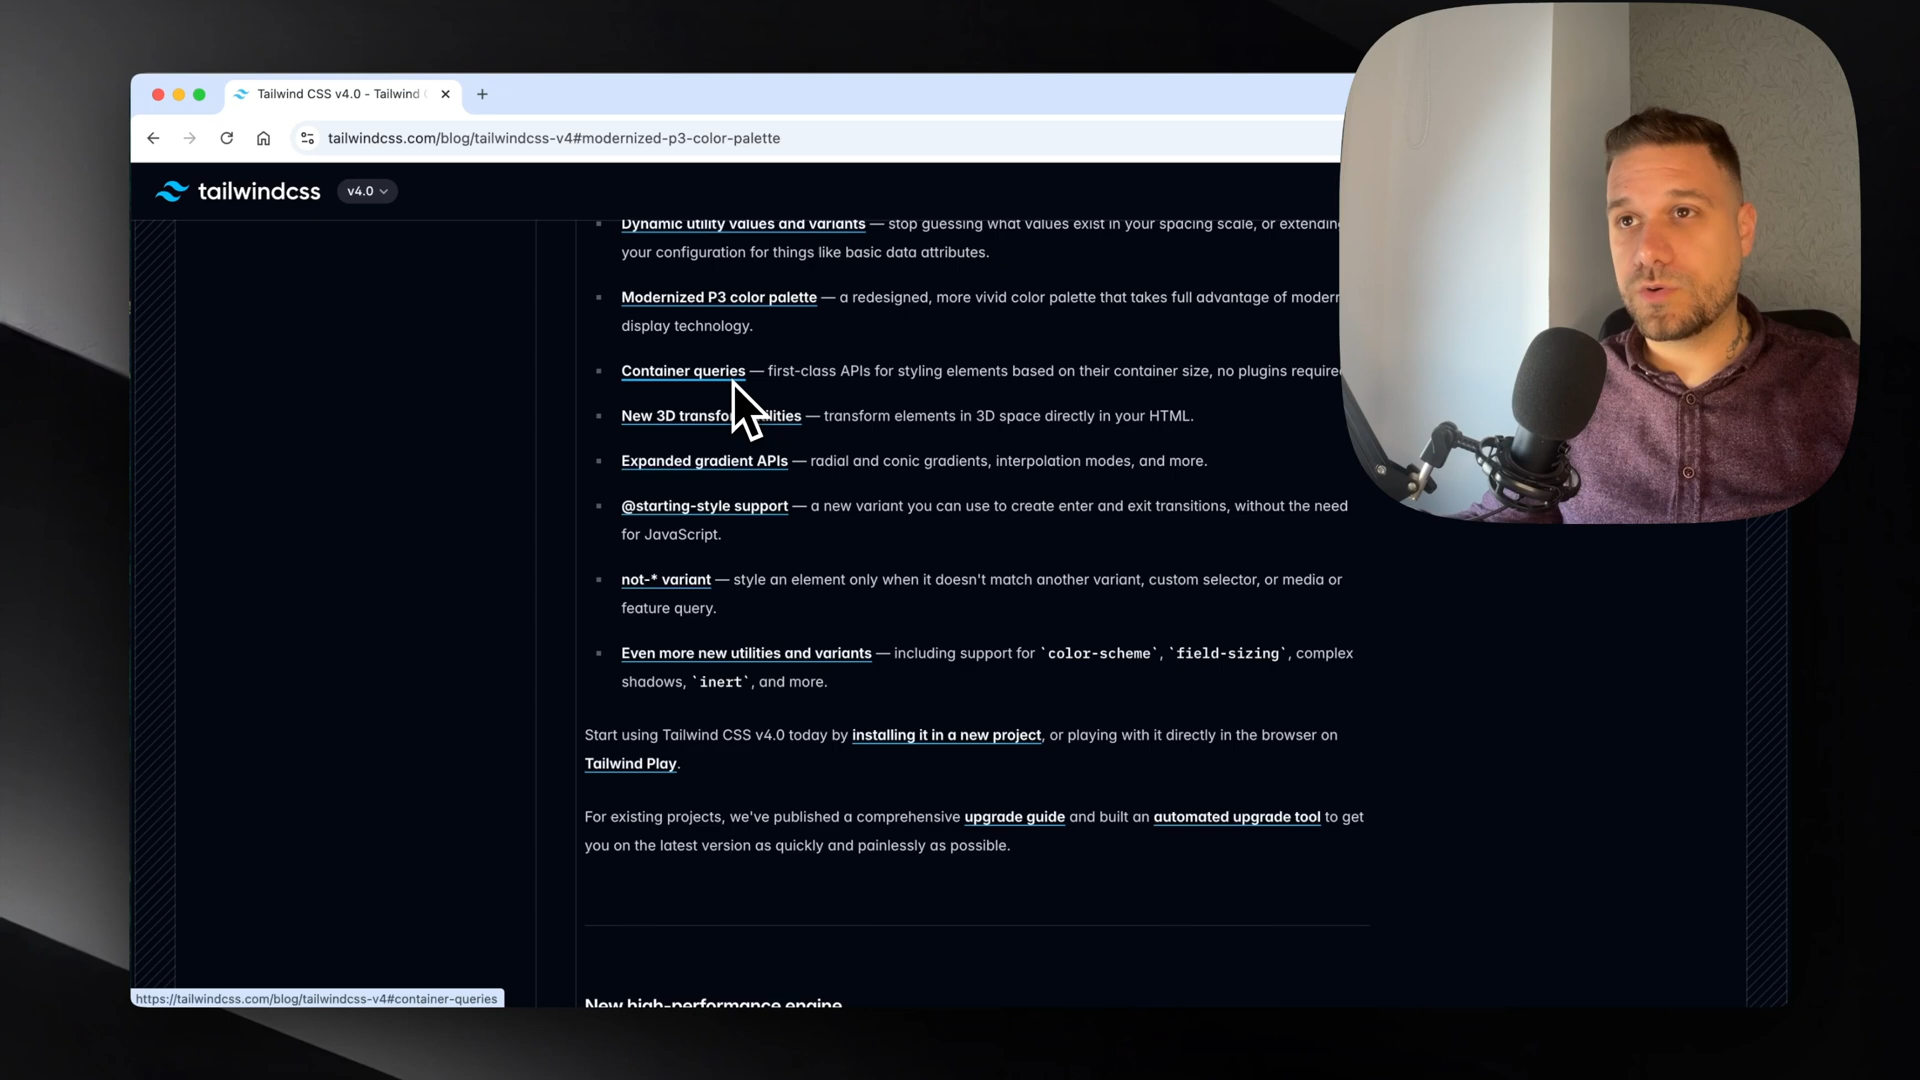 Tailwind CSS v4.0 - Tailwind
tailwindcss.com/blog/tailwindcss-v4#modernized-p3-color-palette
tailwindcss v4.0
Dynamic utility values and variants — stop guessing what values exist in your spacing scale, or extending
your configuration for things like basic data attributes.
Modernized P3 color palette — a redesigned, more vivid color palette that takes full advantage of modern
display technology.
Container queries — first-class APIs for styling elements based on their container size, no plugins require
New 3D transfo ilities — transform elements in 3D space directly in your HTML.
Expanded gradient APIs — radial and conic gradients, interpolation modes, and more.
@starting-style support — a new variant you can use to create enter and exit transitions, without the need
for JavaScript.
not-* variant — style an element only when it doesn't match another variant, custom selector, or media or
feature query.
Even more new utilities and variants — including support for `color-scheme`, `field-sizing`, complex
shadows, `inert`, and more.
Start using Tailwind CSS v4.0 today by installing it in a new project, or playing with it directly in the browser on
Tailwind Play.
For existing projects, we've published a comprehensive upgrade guide and built an automated upgrade tool to get
you on the latest version as quickly and painlessly as possible.
New high-performance engine
https://tailwindcss.com/blog/tailwindcss-v4#container-queries